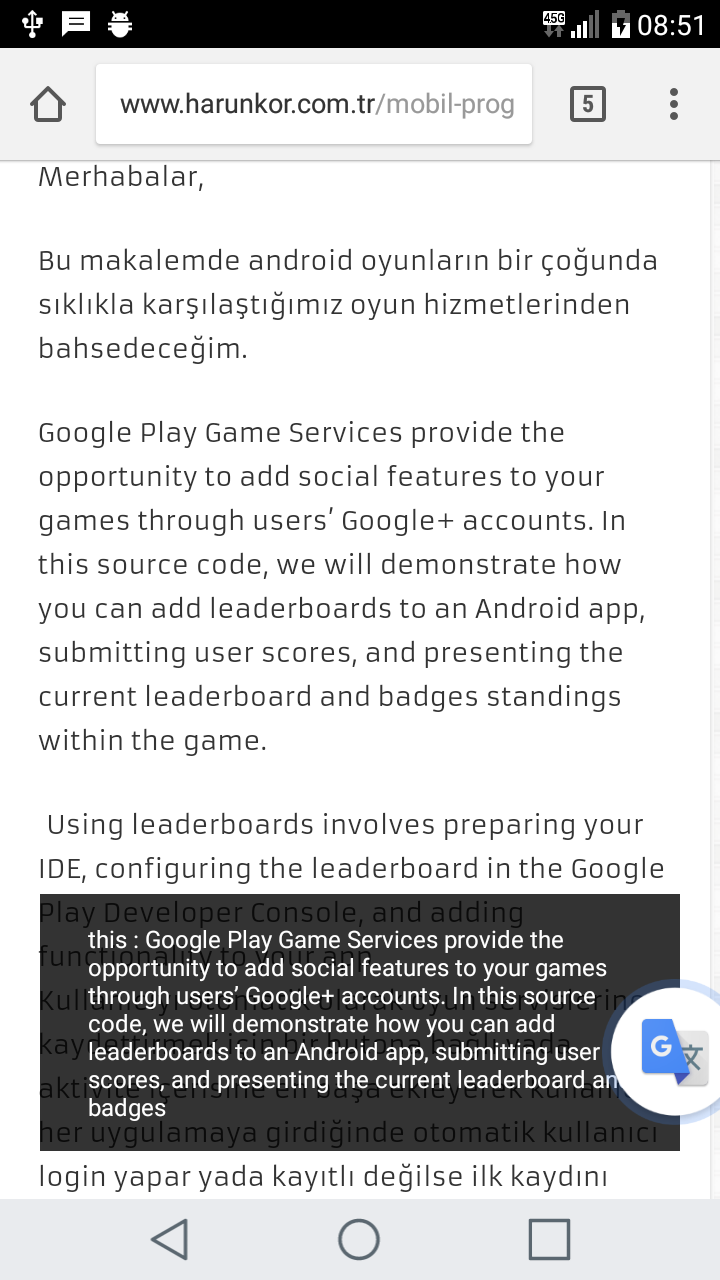 4.5G
08:51
www.harunkor.com.tr/mobil-prog
5
Merhabalar,
Bu makalemde android oyunların bir çoğunda
sıklıkla karşılaştığımız oyun hizmetlerinden
bahsedeceğim.
Google Play Game Services provide the
opportunity to add social features to your
games through users’ Google+ accounts. In
this source code, we will demonstrate how
you can add leaderboards to an Android app,
submitting user scores, and presenting the
current leaderboard and badges standings
within the game.
Using leaderboards involves preparing your
IDE, configuring the leaderboard in the Google
Play Developer Console, and adding
functionality to your app
this : Google Play Game Services provide the
opportunity to add social features to your games
through users’ Google+ accounts. In this source
code, we will demonstrate how you can add
leaderboards to an Android app, submitting user
scores, and presenting the current leaderboard an
badges
her uygulamaya girdiğinde otomatik kullanıcı
login yapar yada kayıtlı değilse ilk kaydını
G
文